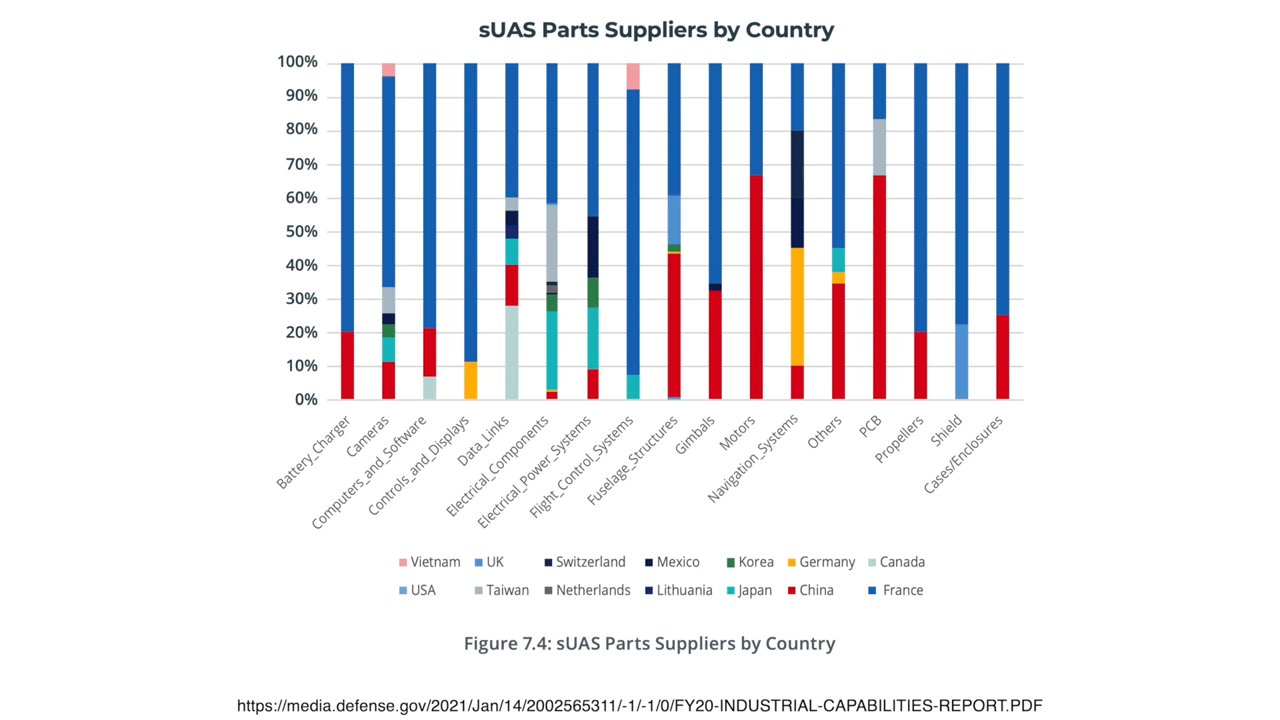 sUAS Parts Suppliers by Country
100%
90%
80%
70%
60%
50%
40%
30%
20%
10%
0%
Battery_Charger
Cameras
Computers_and_Software
Controls_and_Displays
Data_Links
Electrical_Components
Electrical_Power_Systems
Flight_Control_Systems
Fuselage_Structures
Gimbals
Motors
Navigation_Systems
Others
PCB
Propellers
Shield
Cases/Enclosures
Vietnam UK Switzerland Mexico Korea Germany Canada
USA Taiwan Netherlands Lithuania Japan China France
Figure 7.4: sUAS Parts Suppliers by Country
https://media.defense.gov/2021/Jan/14/2002565311/-1/-1/0/FY20-INDUSTRIAL-CAPABILITIES-REPORT.PDF